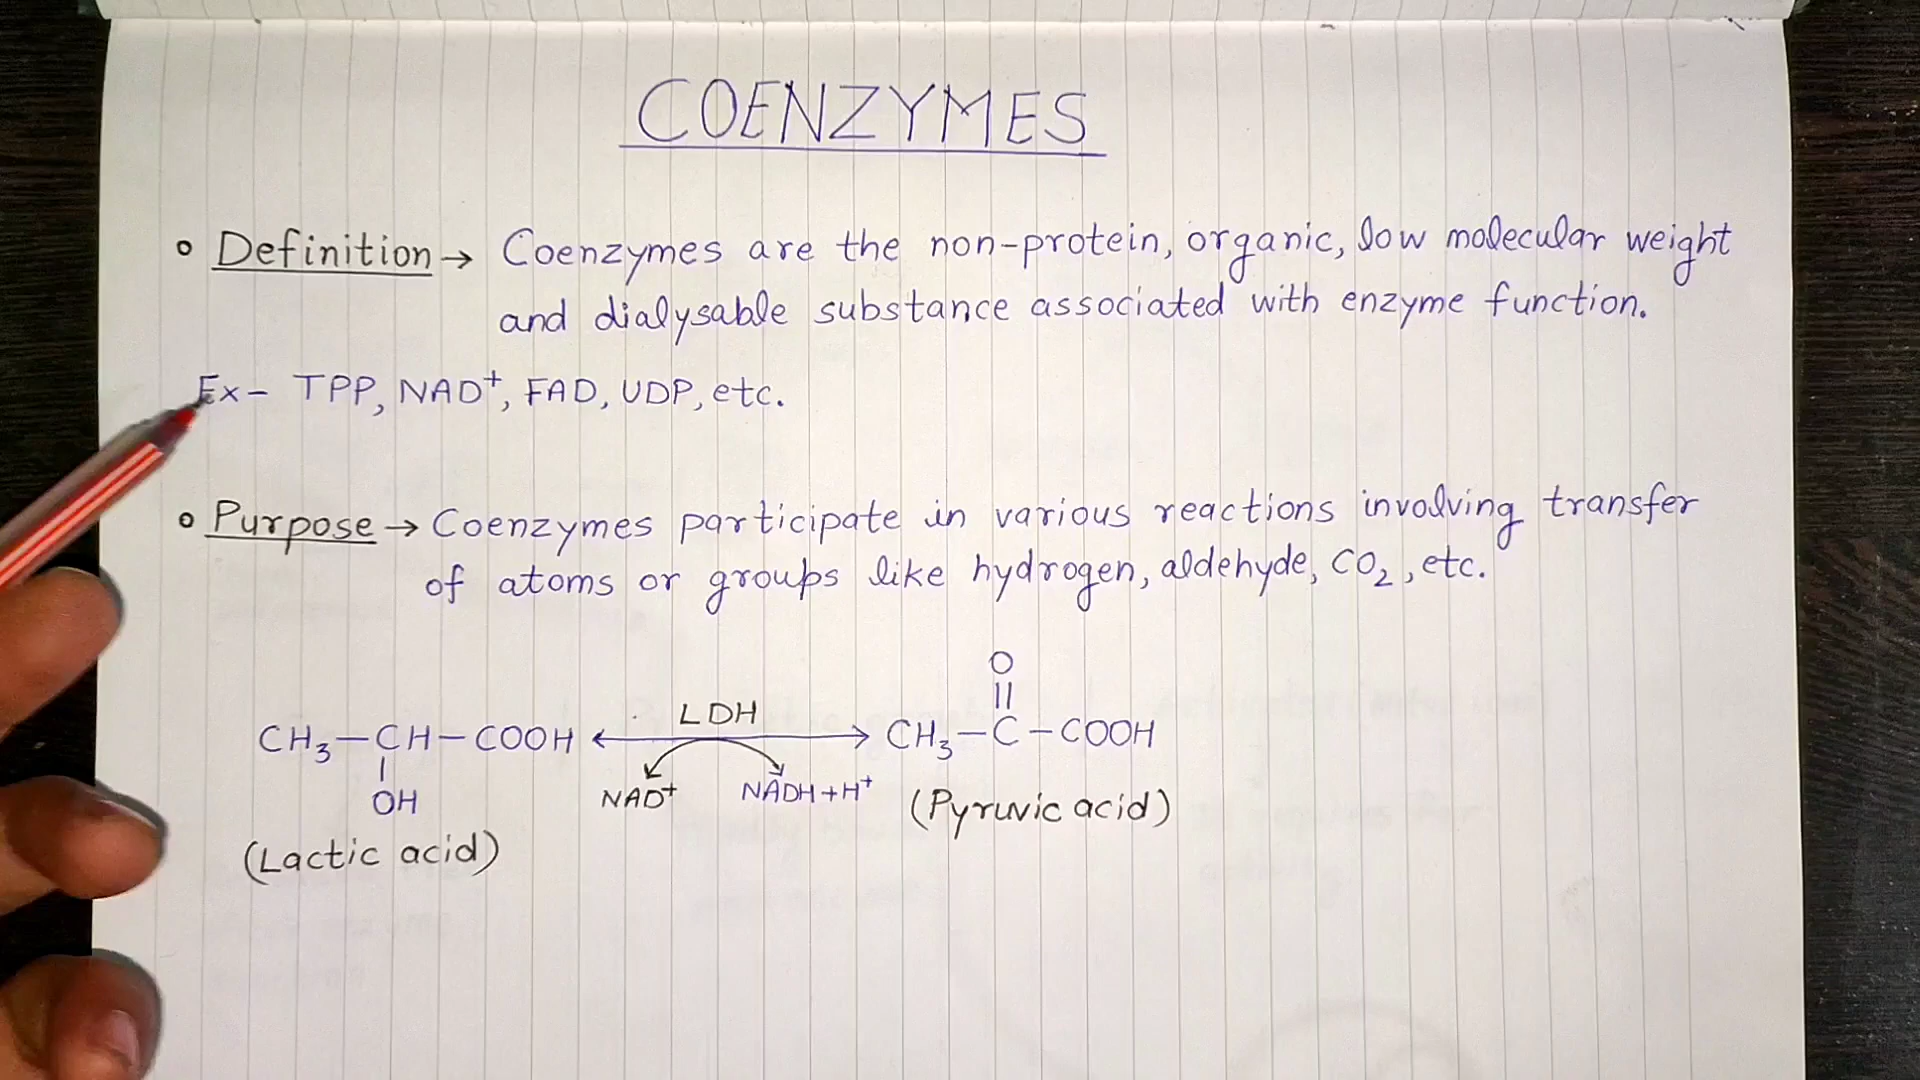 COENZYMES
∘ Definition → Coenzymes are the non-protein, organic, low molecular weight
and dialysable substance associated with enzyme function.
Ex- TPP, NAD⁺, FAD, UDP, etc.
∘ Purpose → Coenzymes participate in various reactions involving transfer
of atoms or groups like hydrogen, aldehyde, CO₂, etc.
O
||
LDH
CH₃—CH—COOH ⟷ CH₃—C—COOH
|
OH
NAD⁺ NADH+H⁺ (Pyruvic acid)
(Lactic acid)